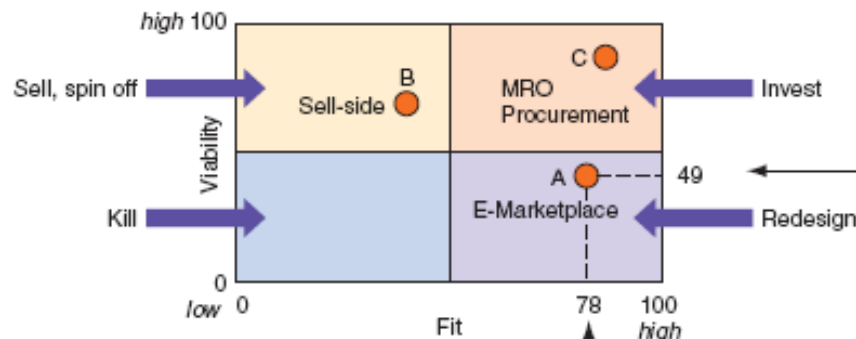 high 100
B
C
Sell, spin off
Sell-side
MRO
Procurement
Invest
Viability
A
49
E-Marketplace
Kill
Redesign
0
low
0
78
100
Fit
high